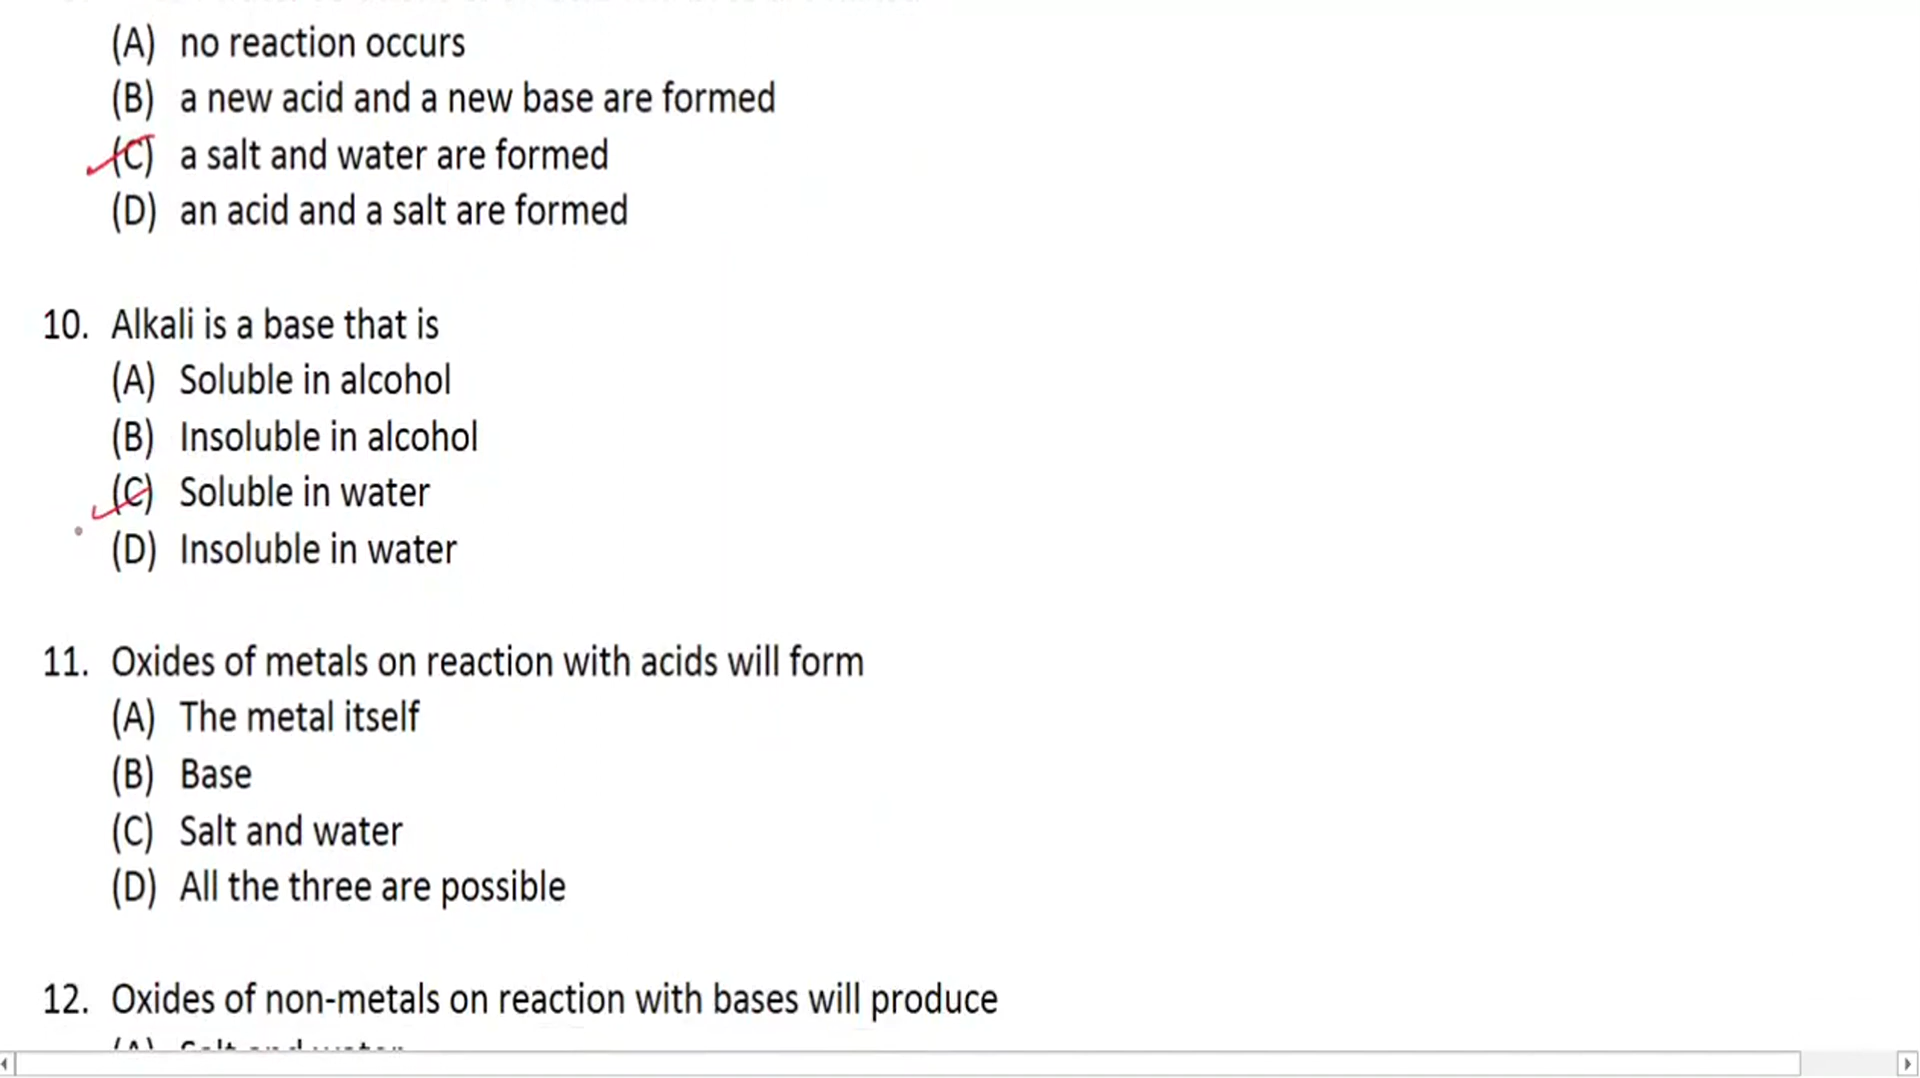 (A) no reaction occurs
(B) a new acid and a new base are formed
(C) a salt and water are formed
(D) an acid and a salt are formed
10. Alkali is a base that is
(A) Soluble in alcohol
(B) Insoluble in alcohol
(C) Soluble in water
(D) Insoluble in water
11. Oxides of metals on reaction with acids will form
(A) The metal itself
(B) Base
(C) Salt and water
(D) All the three are possible
12. Oxides of non-metals on reaction with bases will produce
(A) Salt and water